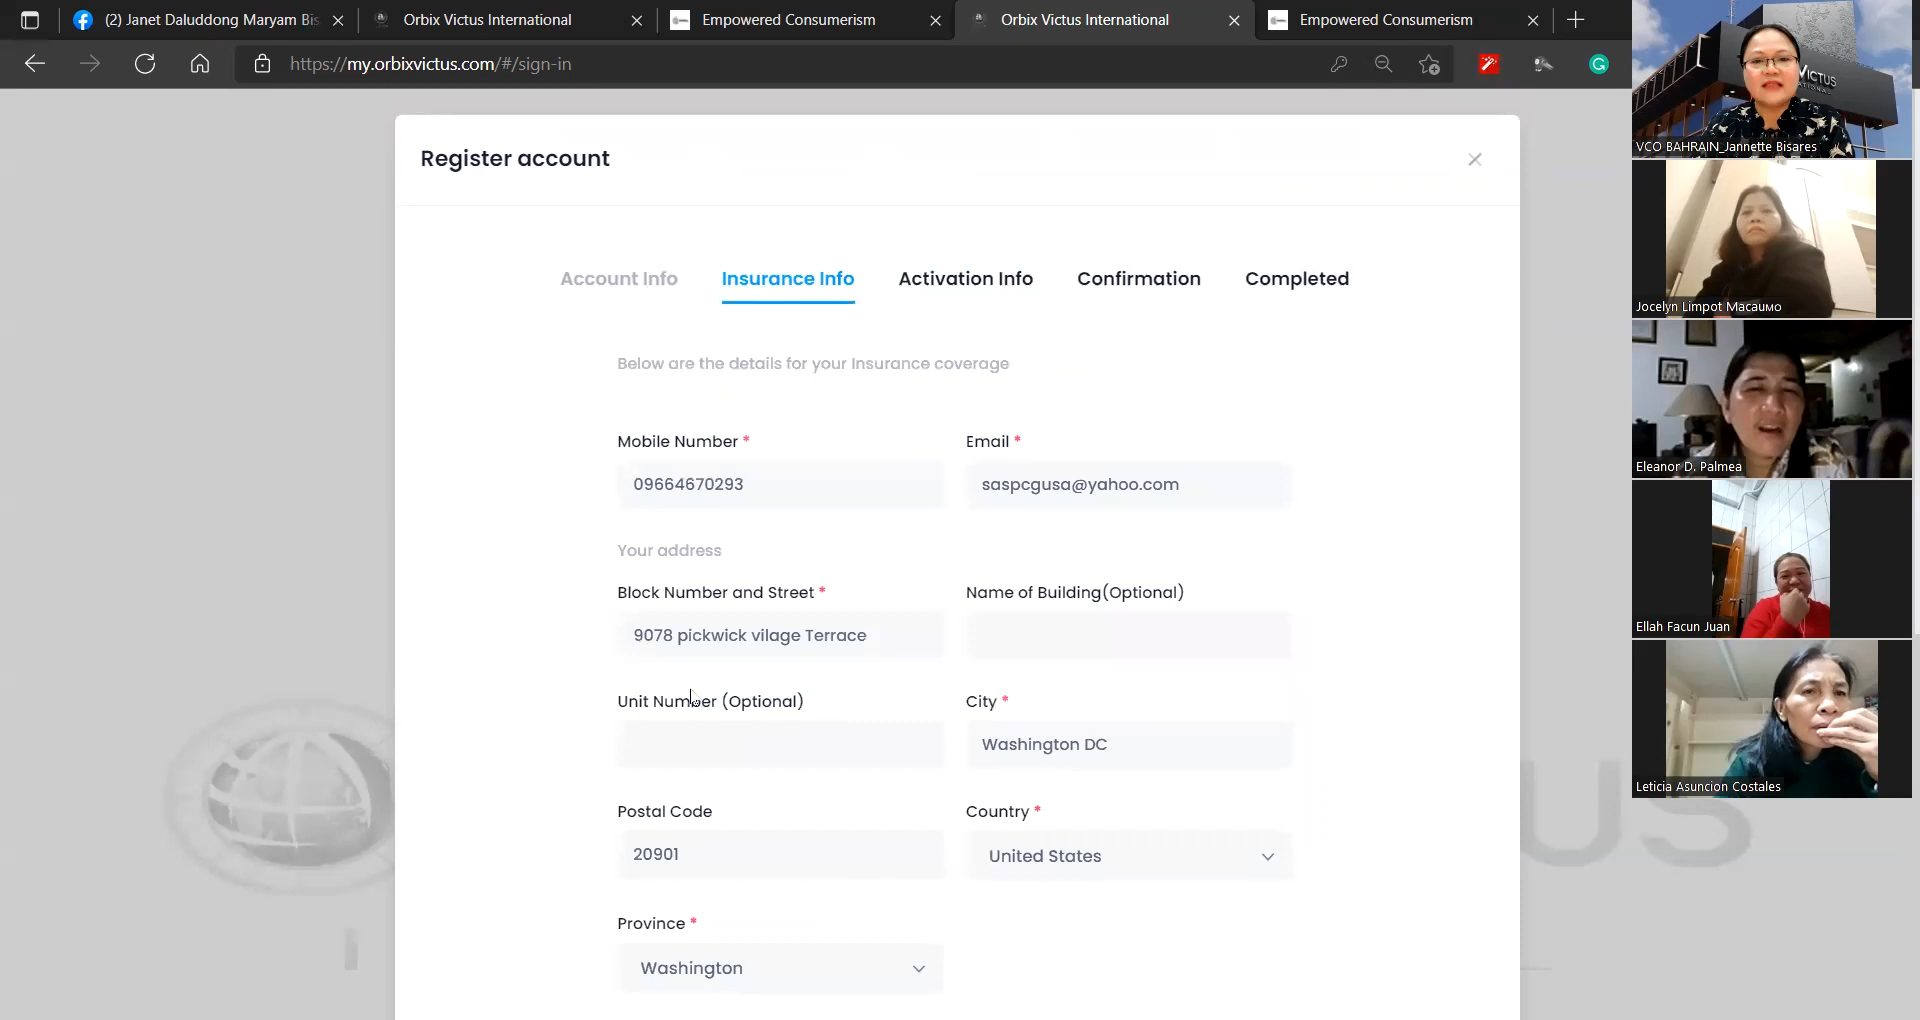 (2) Janet Daluddong Maryam Bis
Orbix Victus International
Empowered Consumerism
Orbix Victus International
Empowered Consumerism
https://my.orbixvictus.com/#/sign-in
Register account
Account Info
Insurance Info
Activation Info
Confirmation
Completed
Below are the details for your Insurance coverage
Mobile Number *
Email *
09664670293
saspcgusa@yahoo.com
Your address
Block Number and Street *
Name of Building(Optional)
9078 pickwick vilage Terrace
Unit Number (Optional)
City *
Washington DC
Postal Code
Country *
20901
United States
Province *
Washington
US
VICTUS
VCO BAHRAIN_Jannette Bisares
Jocelyn Limpot Macauмo
Eleanor D. Palmea
Ellah Facun Juan
Leticia Asuncion Costales